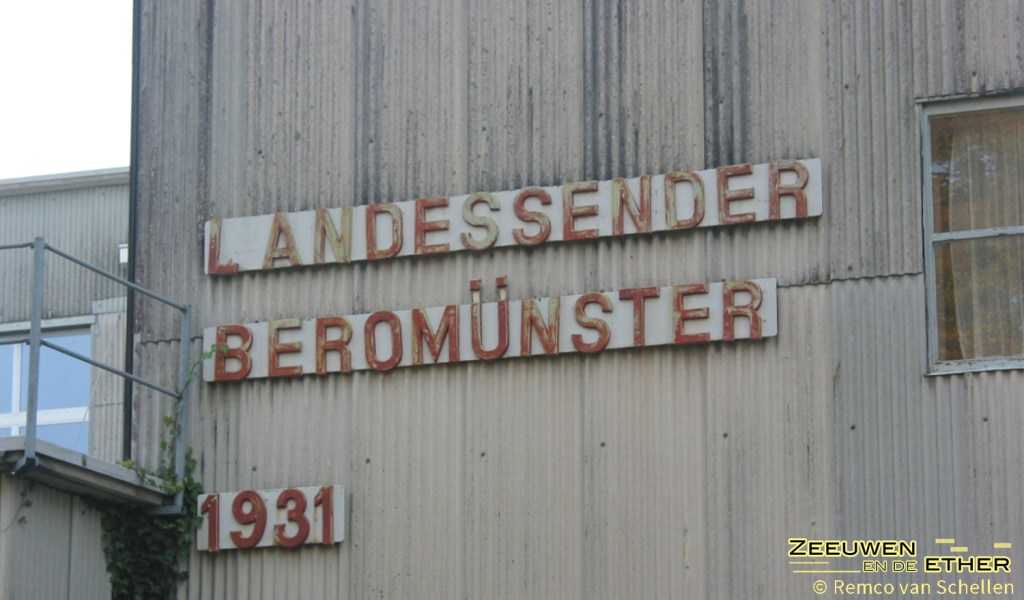 LANDESSENDER
BEROMÜNSTER
1931
ZEEUWEN
EN DE ETHER
© Remco van Schellen